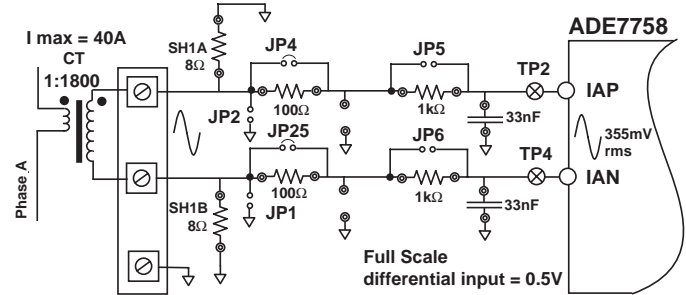 ADE7758
I max = 40A
CT
1:1800
SH1A
8Ω
JP4
JP5
TP2
IAP
100Ω
1kΩ
33nF
JP2
JP25
JP6
TP4
355mV
rms
IAN
Phase A
SH1B
8Ω
100Ω
JP1
1kΩ
33nF
Full Scale
differential input = 0.5V